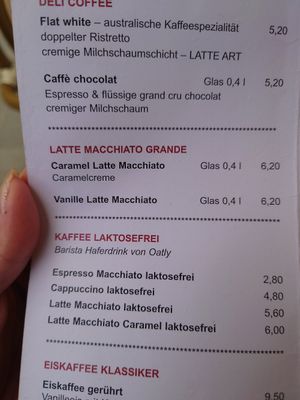 DELI COFFEE
Flat white – australische Kaffeespezialität
doppelter Ristretto 5,20
cremige Milchschaumschicht – LATTE ART
Caffè chocolat Glas 0,4 l 5,20
Espresso & flüssige grand cru chocolat
cremiger Milchschaum
LATTE MACCHIATO GRANDE
Caramel Latte Macchiato Glas 0,4 l 6,20
Caramelcreme
Vanille Latte Macchiato Glas 0,4 l 6,20
KAFFEE LAKTOSEFREI
Barista Haferdrink von Oatly
Espresso Macchiato laktosefrei 2,80
Cappuccino laktosefrei 4,80
Latte Macchiato laktosefrei 5,60
Latte Macchiato Caramel laktosefrei 6,00
EISKAFFEE KLASSIKER
Eiskaffee gerührt 9,50